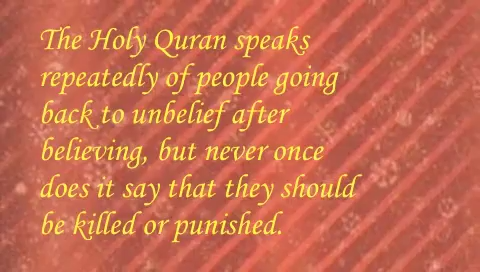 The Holy Quran speaks
repeatedly of people going
back to unbelief after
believing, but never once
does it say that they should
be killed or punished.